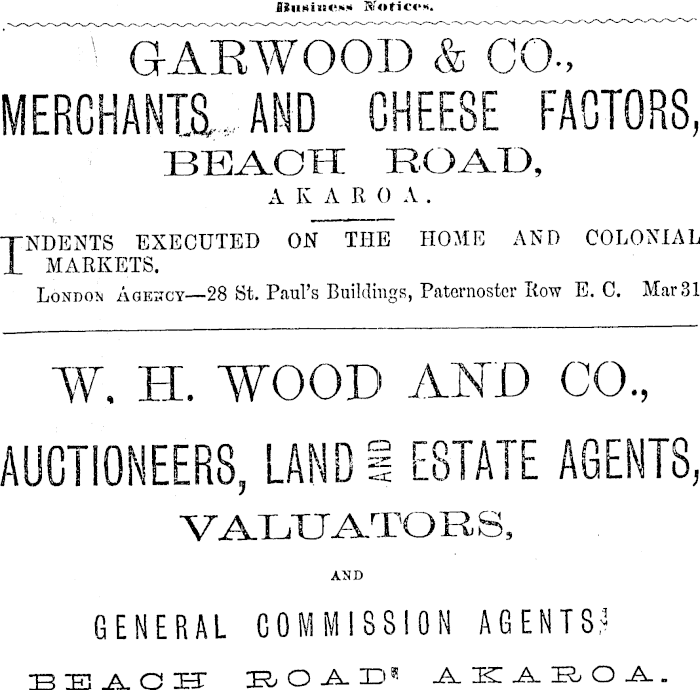 Business Notices.
GARWOOD & CO.,
MERCHANTS AND CHEESE FACTORS,
BEACH ROAD,
AKAROA.
INDENTS EXECUTED ON THE HOME AND COLONIAL
MARKETS.
LONDON AGENCY—28 St. Paul's Buildings, Paternoster Row E. C. Mar 31
W. H. WOOD AND CO.,
AUCTIONEERS, LAND AND ESTATE AGENTS,
VALUATORS,
AND
GENERAL COMMISSION AGENTS,
BEACH ROAD, AKAROA.